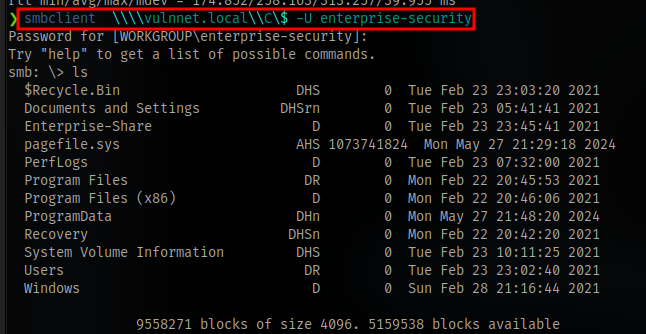 rtt min/avg/max/mdev = 174.852/258.163/313.257/59.955 ms
❯ smbclient  \\\\vulnnet.local\\C\$ -U enterprise-security
Password for [WORKGROUP\enterprise-security]:
Try "help" to get a list of possible commands.
smb: \> ls
  $Recycle.Bin                      DHS        0  Tue Feb 23 23:03:20 2021
  Documents and Settings          DHSrn        0  Tue Feb 23 05:41:41 2021
  Enterprise-Share                    D        0  Tue Feb 23 23:45:41 2021
  pagefile.sys                      AHS 1073741824  Mon May 27 21:29:18 2024
  PerfLogs                            D        0  Tue Feb 23 07:32:00 2021
  Program Files                      DR        0  Mon Feb 22 20:45:53 2021
  Program Files (x86)                 D        0  Mon Feb 22 20:46:06 2021
  ProgramData                       DHn        0  Mon May 27 21:48:20 2024
  Recovery                         DHSn        0  Mon Feb 22 20:42:20 2021
  System Volume Information         DHS        0  Tue Feb 23 10:11:25 2021
  Users                              DR        0  Tue Feb 23 23:02:40 2021
  Windows                             D        0  Sun Feb 28 21:16:44 2021
9558271 blocks of size 4096. 5159538 blocks available